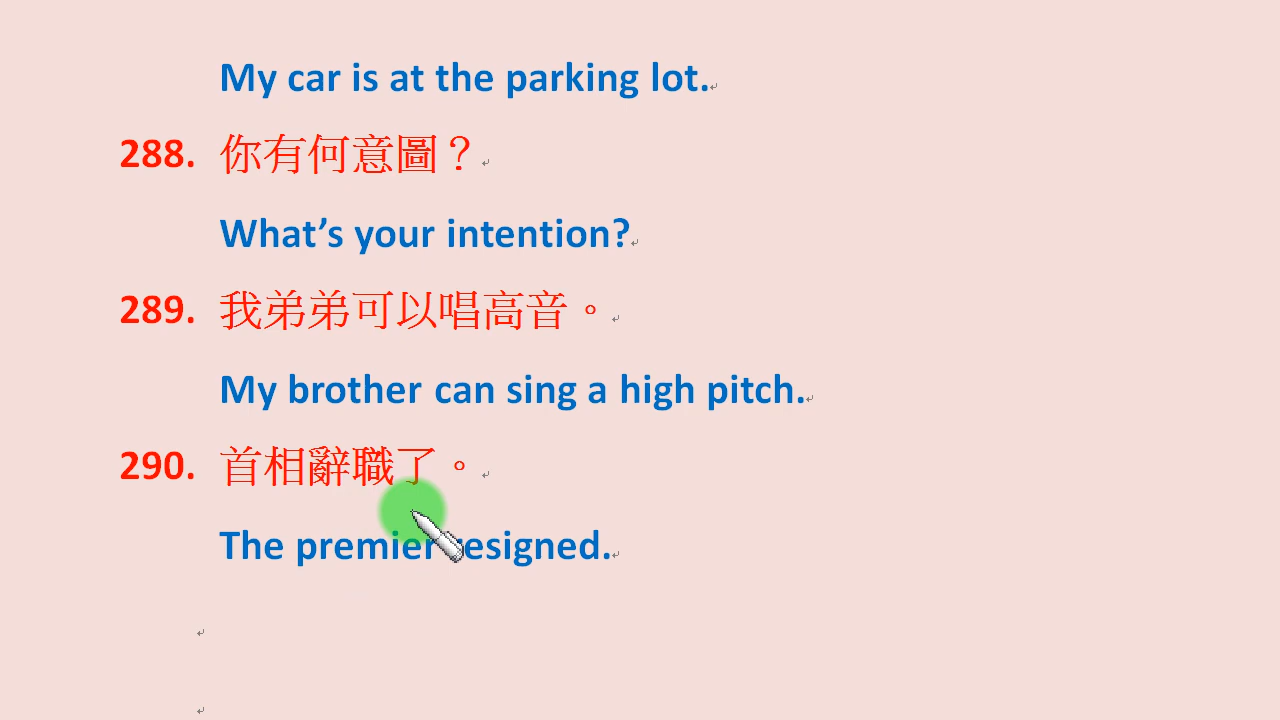 My car is at the parking lot.
288. 你有何意圖？
What's your intention?
289. 我弟弟可以唱高音。
My brother can sing a high pitch.
290. 首相辭職了。
The premier resigned.